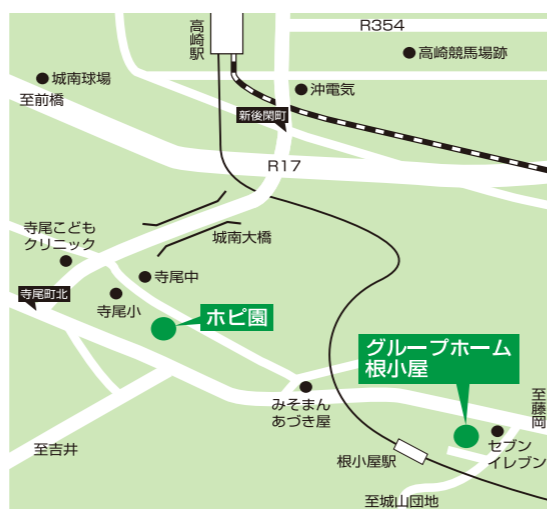 高崎駅
R354
高崎競馬場跡
城南球場
至前橋
沖電気
新後閑町
R17
寺尾こども
クリニック
城南大橋
寺尾中
寺尾町北
寺尾小
ホピ園
グループホーム
根小屋
みそまん
あづき屋
至藤岡
セブン
イレブン
至吉井
根小屋駅
至城山団地